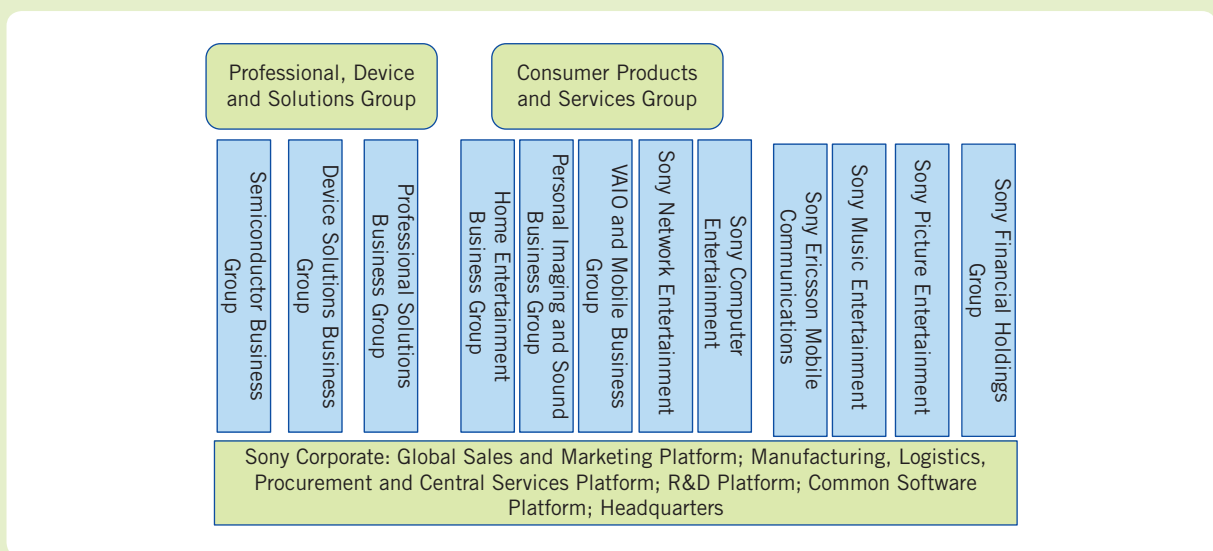 Professional, Device
and Solutions Group
Consumer Products
and Services Group
Semiconductor Business
Group
Device Solutions Business
Group
Professional Solutions
Business Group
Home Entertainment
Business Group
Personal Imaging and Sound
Business Group
VAIO and Mobile Business
Group
Sony Network Entertainment
Sony Computer
Entertainment
Sony Ericsson Mobile
Communications
Sony Music Entertainment
Sony Picture Entertainment
Sony Financial Holdings
Group
Sony Corporate: Global Sales and Marketing Platform; Manufacturing, Logistics,
Procurement and Central Services Platform; R&D Platform; Common Software
Platform; Headquarters